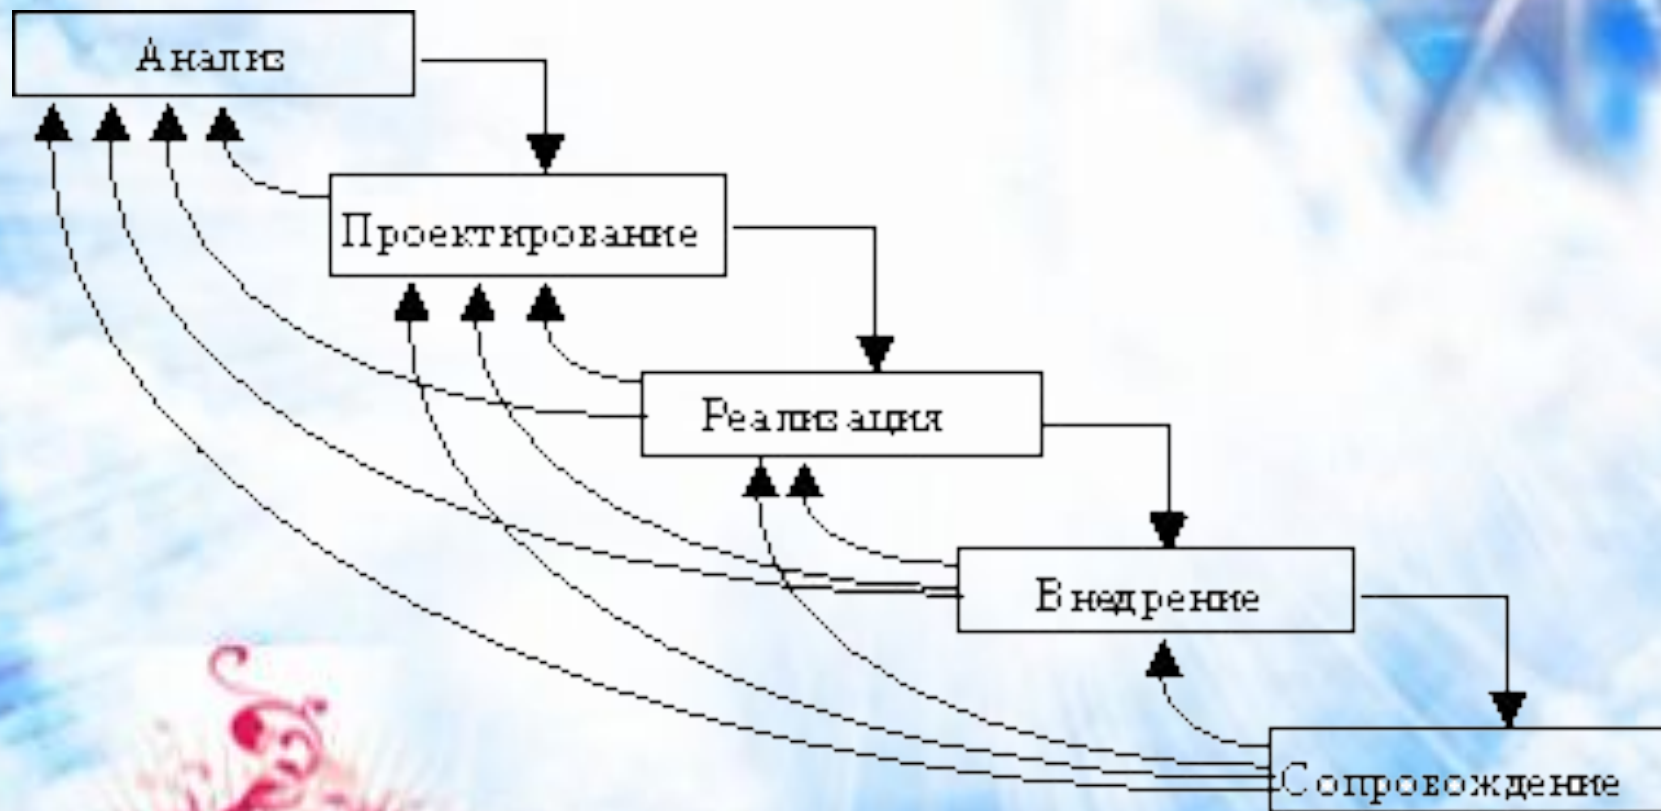 Анализ
Проектирование
Реализация
Внедрение
Сопровождение